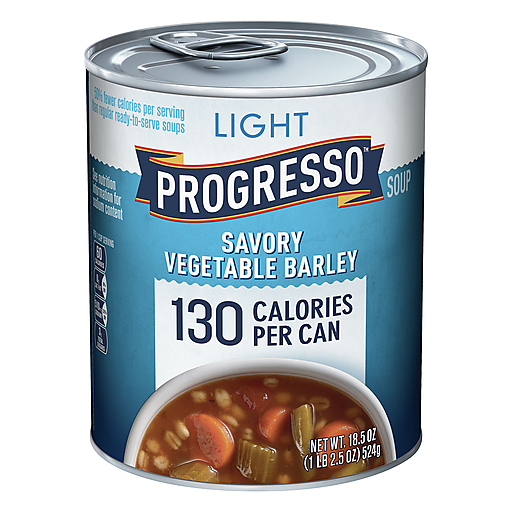 50% fewer calories per serving
than regular ready-to-serve soups
LIGHT
PROGRESSO™
SOUP
See nutrition
information for
sodium content
SAVORY
VEGETABLE BARLEY
130 CALORIES
PER CAN
NET WT. 18.5 OZ
(1 LB 2.5 OZ) 524g